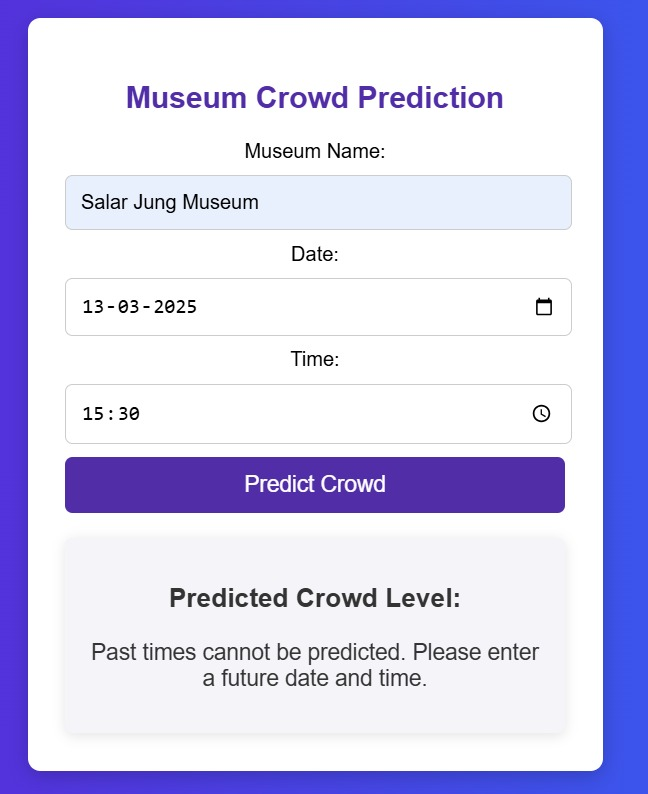 Museum Crowd Prediction
Museum Name:
Salar Jung Museum
Date:
13-03-2025
Time:
15:30
Predict Crowd
Predicted Crowd Level:
Past times cannot be predicted. Please enter
a future date and time.